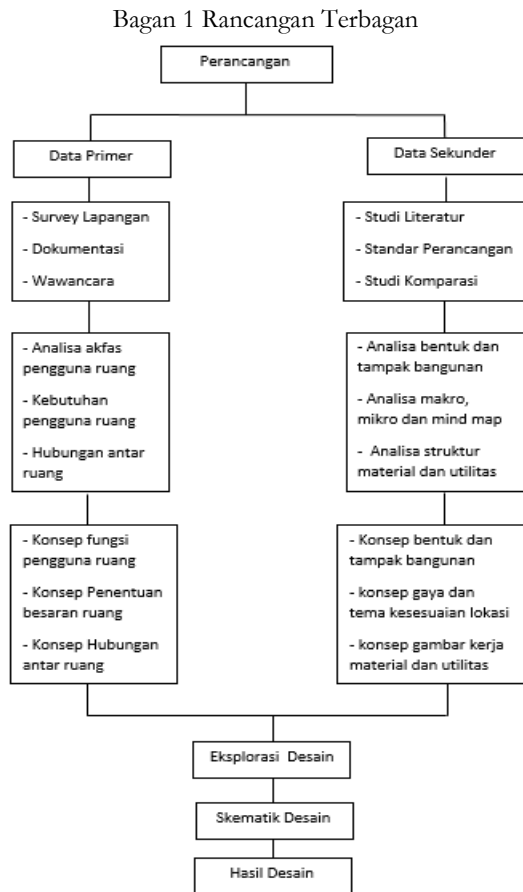 Bagan 1 Rancangan Terbagan
Perancangan
Data Primer
- Survey Lapangan
- Dokumentasi
- Wawancara
- Analisa akfas
pengguna ruang
- Kebutuhan
pengguna ruang
- Hubungan antar
ruang
- Konsep fungsi
pengguna ruang
- Konsep Penentuan
besaran ruang
- Konsep Hubungan
antar ruang
Data Sekunder
- Studi Literatur
- Standar Perancangan
- Studi Komparasi
- Analisa bentuk dan
tampak bangunan
- Analisa makro,
mikro dan mind map
- Analisa struktur
material dan utilitas
- Konsep bentuk dan
tampak bangunan
- konsep gaya dan
tema kesesuaian lokasi
- konsep gambar kerja
material dan utilitas
Eksplorasi Desain
Skematik Desain
Hasil Desain